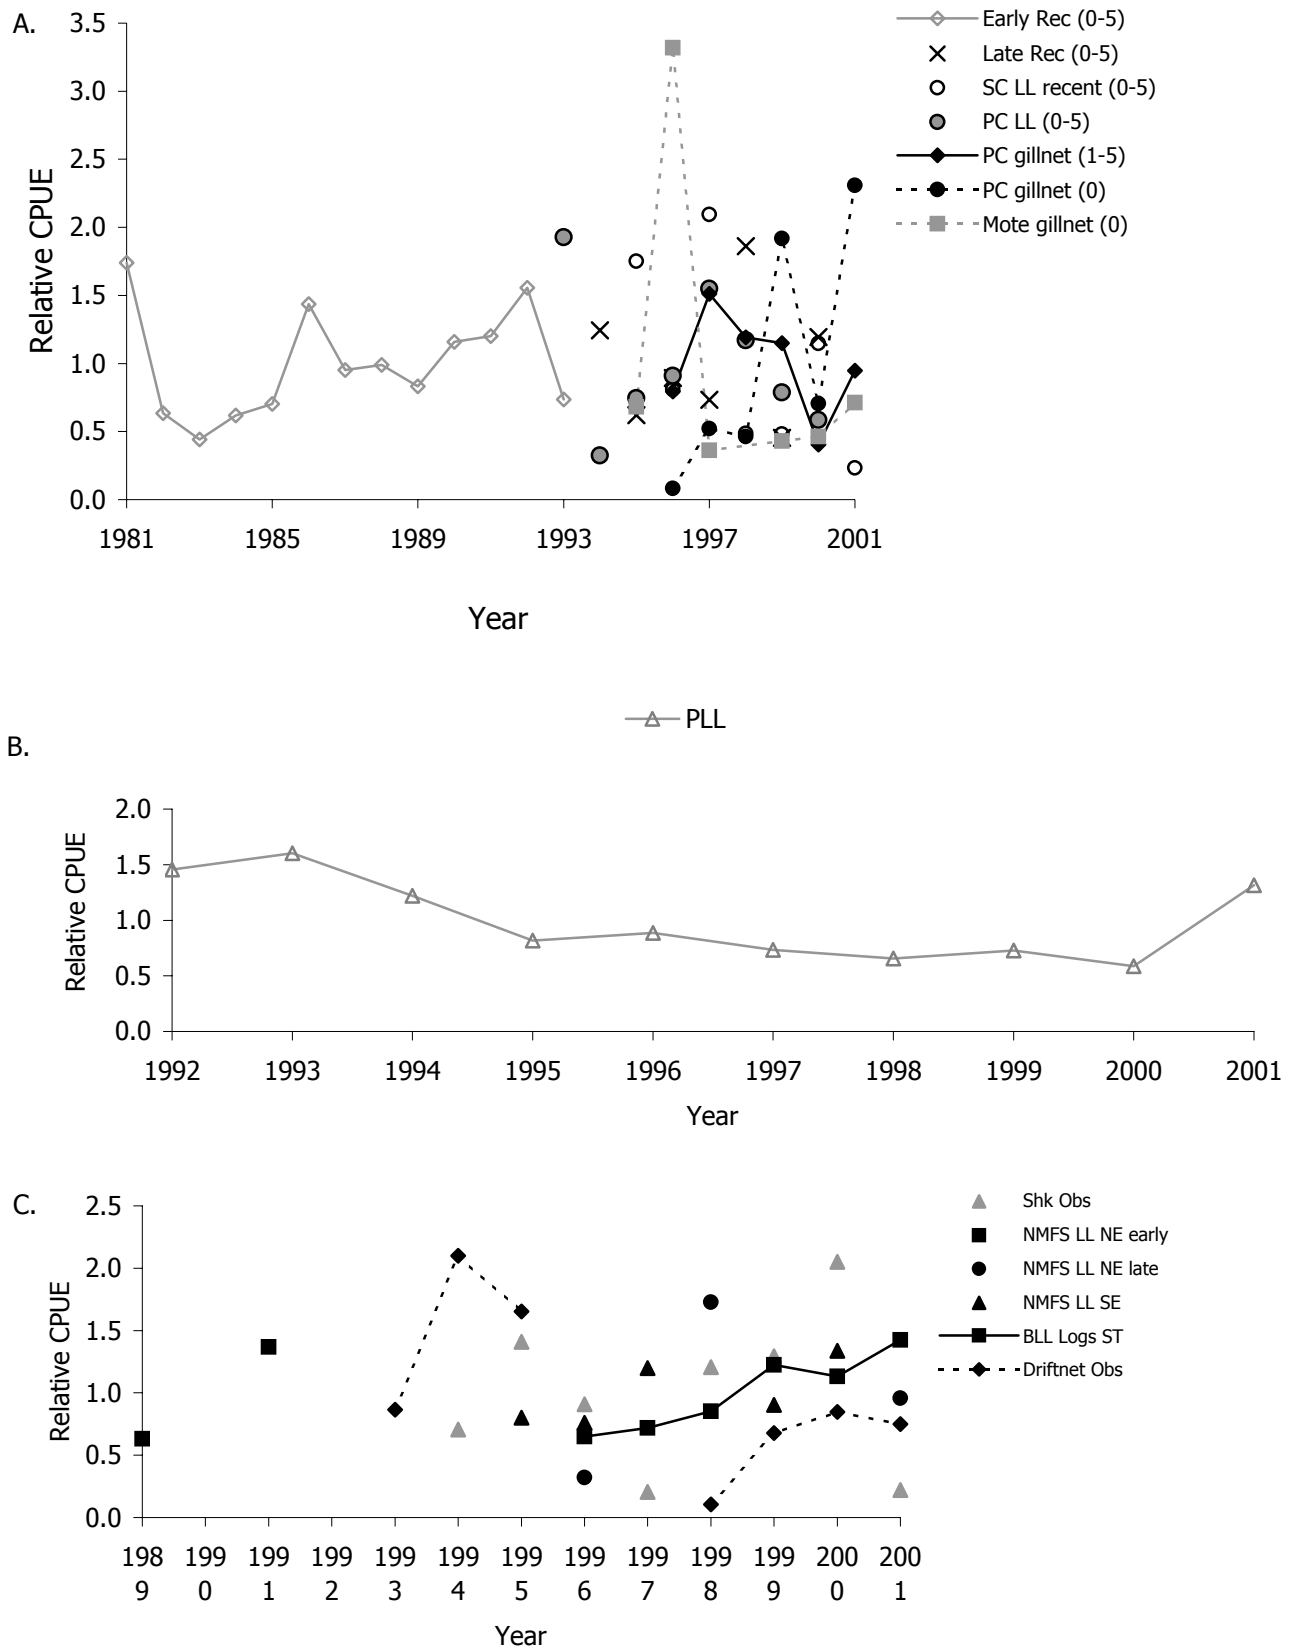 A.
3.5
3.0
2.5
2.0
1.5
1.0
0.5
0.0
Relative CPUE
1981 1985 1989 1993 1997 2001
Year
Early Rec (0-5)
Late Rec (0-5)
SC LL recent (0-5)
PC LL (0-5)
PC gillnet (1-5)
PC gillnet (0)
Mote gillnet (0)
PLL
B.
2.0
1.5
1.0
0.5
0.0
Relative CPUE
1992 1993 1994 1995 1996 1997 1998 1999 2000 2001
Year
C.
2.5
2.0
1.5
1.0
0.5
0.0
Relative CPUE
198 199 199 199 199 199 199 199 199 199 199 200 200
9 0 1 2 3 4 5 6 7 8 9 0 1
Year
Shk Obs
NMFS LL NE early
NMFS LL NE late
NMFS LL SE
BLL Logs ST
Driftnet Obs